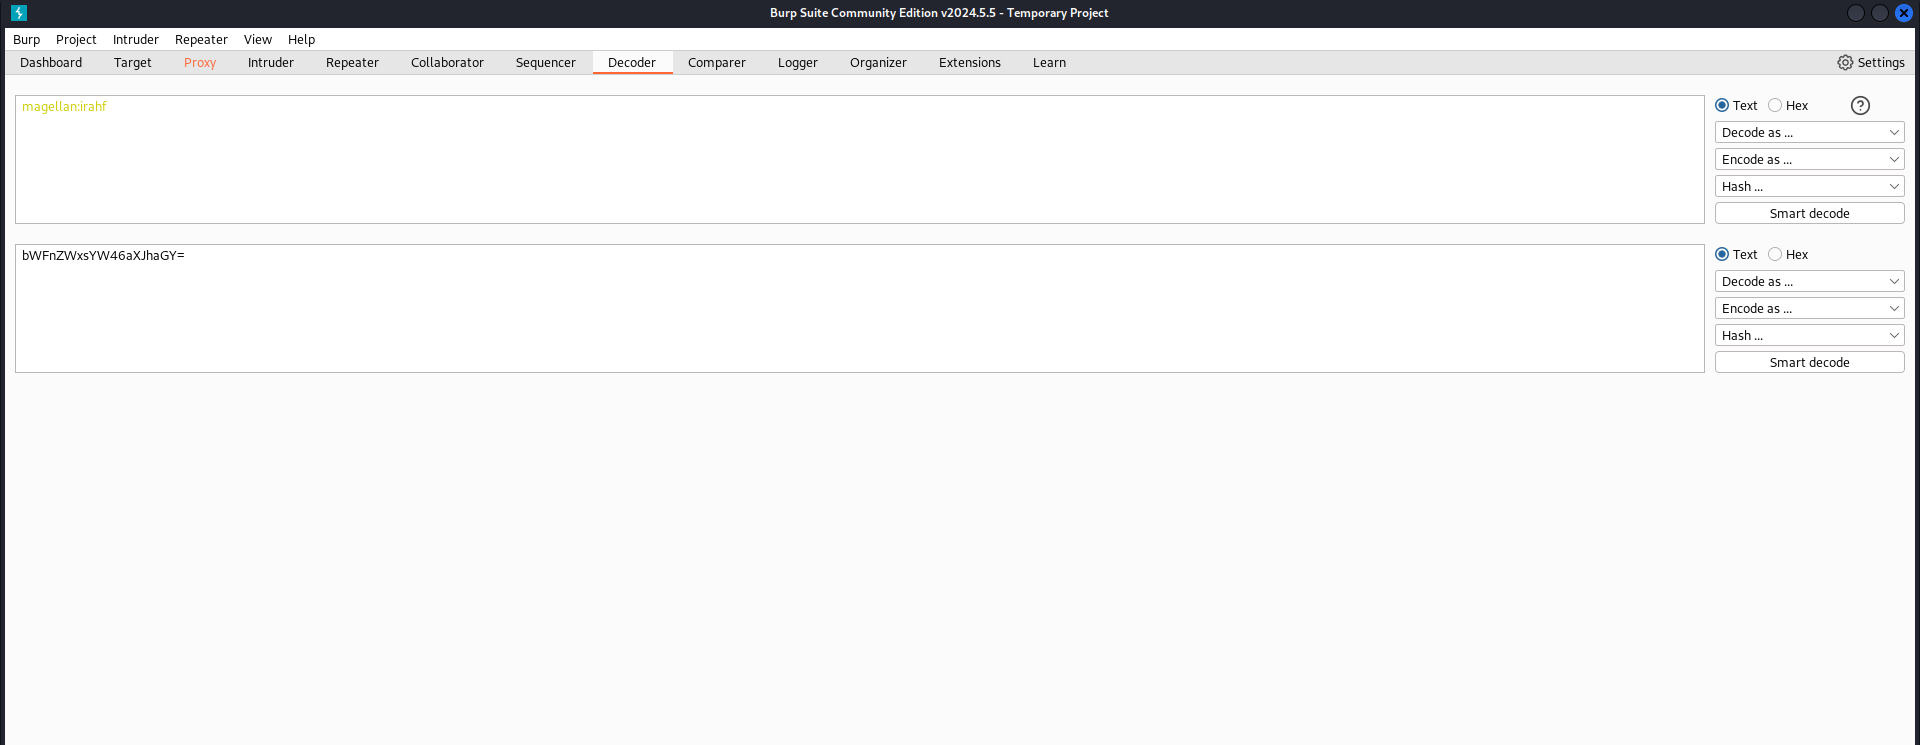 Burp Suite Community Edition v2024.5.5 - Temporary Project
Burp Project Intruder Repeater View Help
Dashboard Target Proxy Intruder Repeater Collaborator Sequencer Decoder Comparer Logger Organizer Extensions Learn Settings
magellan:irahf
Text Hex ?
Decode as ...
Encode as ...
Hash ...
Smart decode
bWFnZWxsYW46aXJhaGY=
Text Hex
Decode as ...
Encode as ...
Hash ...
Smart decode